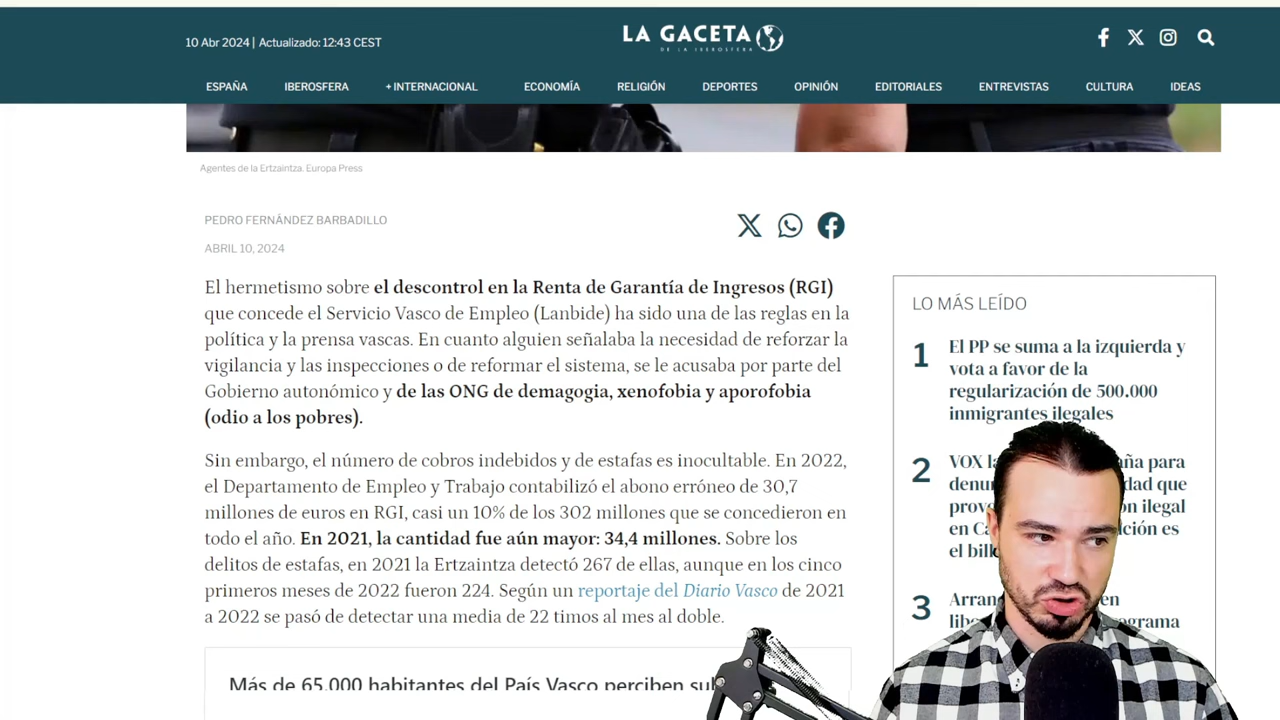 10 Abr 2024 | Actualizado: 12:43 CEST
LA GACETA
DE LA IBEROSFERA
ESPAÑA IBEROSFERA + INTERNACIONAL ECONOMÍA RELIGIÓN DEPORTES OPINIÓN EDITORIALES ENTREVISTAS CULTURA IDEAS
Agentes de la Ertzaintza. Europa Press
PEDRO FERNÁNDEZ BARBADILLO
ABRIL 10, 2024
El hermetismo sobre el descontrol en la Renta de Garantía de Ingresos (RGI)
que concede el Servicio Vasco de Empleo (Lanbide) ha sido una de las reglas en la
política y la prensa vascas. En cuanto alguien señalaba la necesidad de reforzar la
vigilancia y las inspecciones o de reformar el sistema, se le acusaba por parte del
Gobierno autonómico y de las ONG de demagogia, xenofobia y aporofobia
(odio a los pobres).
Sin embargo, el número de cobros indebidos y de estafas es inocultable. En 2022,
el Departamento de Empleo y Trabajo contabilizó el abono erróneo de 30,7
millones de euros en RGI, casi un 10% de los 302 millones que se concedieron en
todo el año. En 2021, la cantidad fue aún mayor: 34,4 millones. Sobre los
delitos de estafas, en 2021 la Ertzaintza detectó 267 de ellas, aunque en los cinco
primeros meses de 2022 fueron 224. Según un reportaje del Diario Vasco de 2021
a 2022 se pasó de detectar una media de 22 timos al mes al doble.
Más de 65.000 habitantes del País Vasco perciben
LO MÁS LEÍDO
1 El PP se suma a la izquierda y
vota a favor de la
regularización de 500.000
inmigrantes ilegales
2 VOX aña para
dad que
ilegal
en ción es
el
3 en